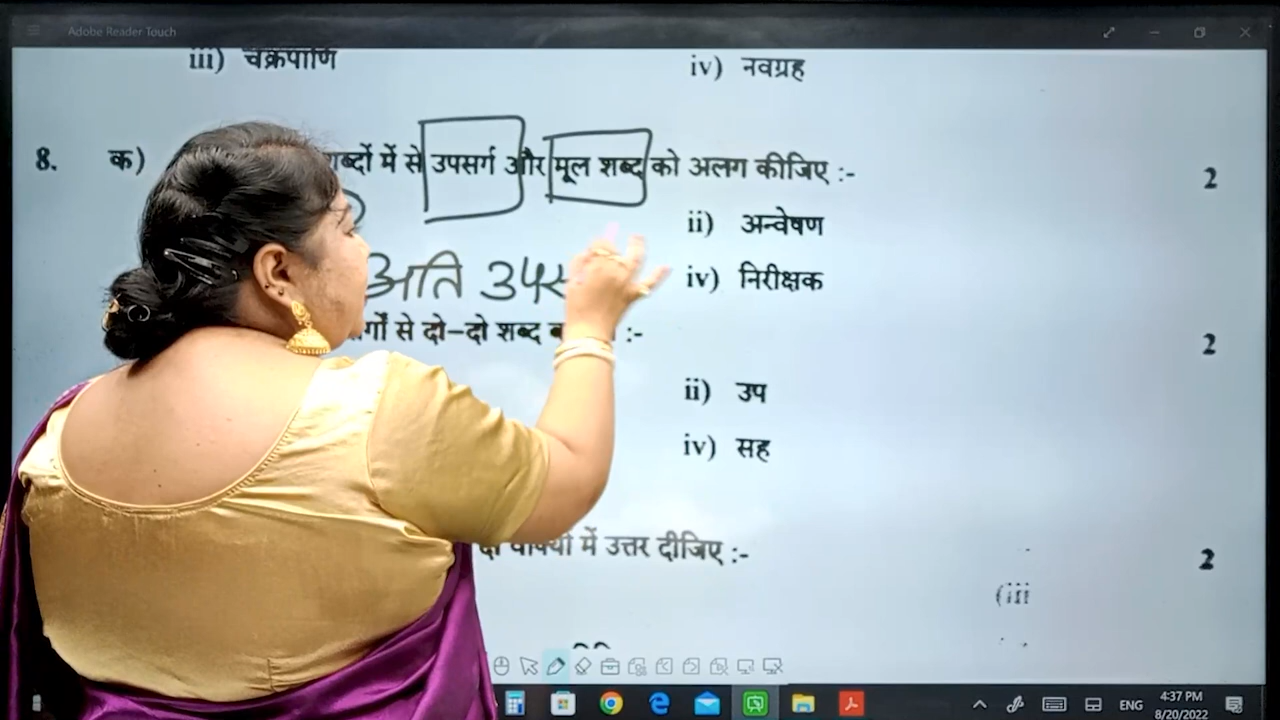 Adobe Reader Touch
iii) चक्रपाणि iv) नवग्रह
8. क) में से उपसर्ग और मूल शब्द को अलग कीजिए :- 2
ii) अन्वेषण
अति iv) निरीक्षक
से दो-दो शब्द :- 2
ii) उप
iv) सह
में उत्तर दीजिए :- 2
(iii
ENG
4:37 PM
8/20/2022